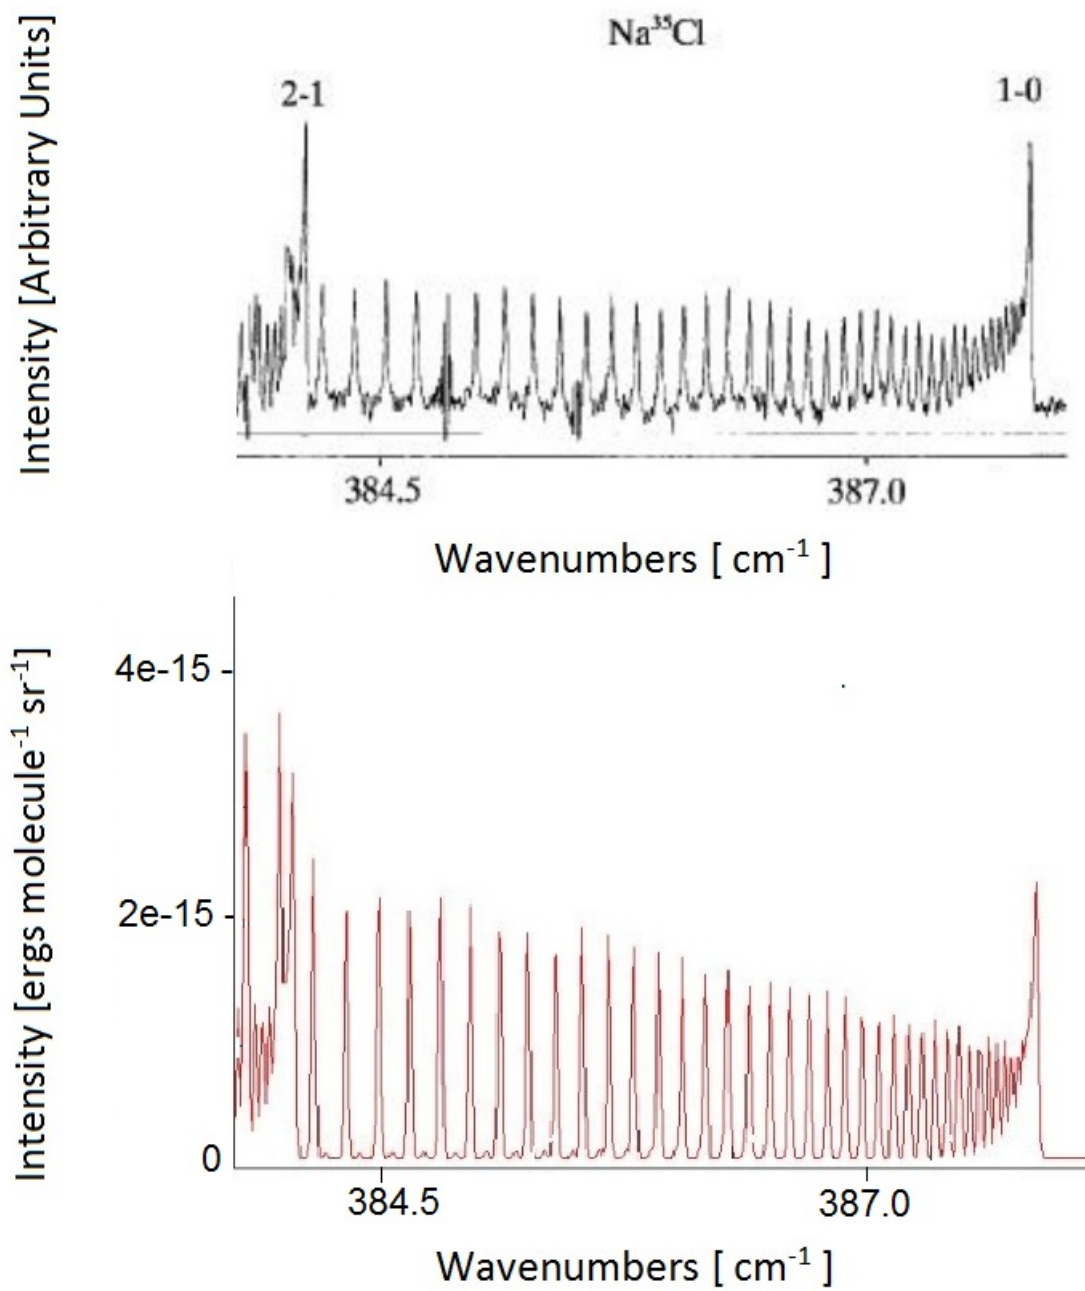 Na³⁵Cl
2-1
1-0
Intensity [Arbitrary Units]
384.5
387.0
Wavenumbers [ cm⁻¹ ]
4e-15
2e-15
0
Intensity [ergs molecule⁻¹ sr⁻¹]
384.5
387.0
Wavenumbers [ cm⁻¹ ]